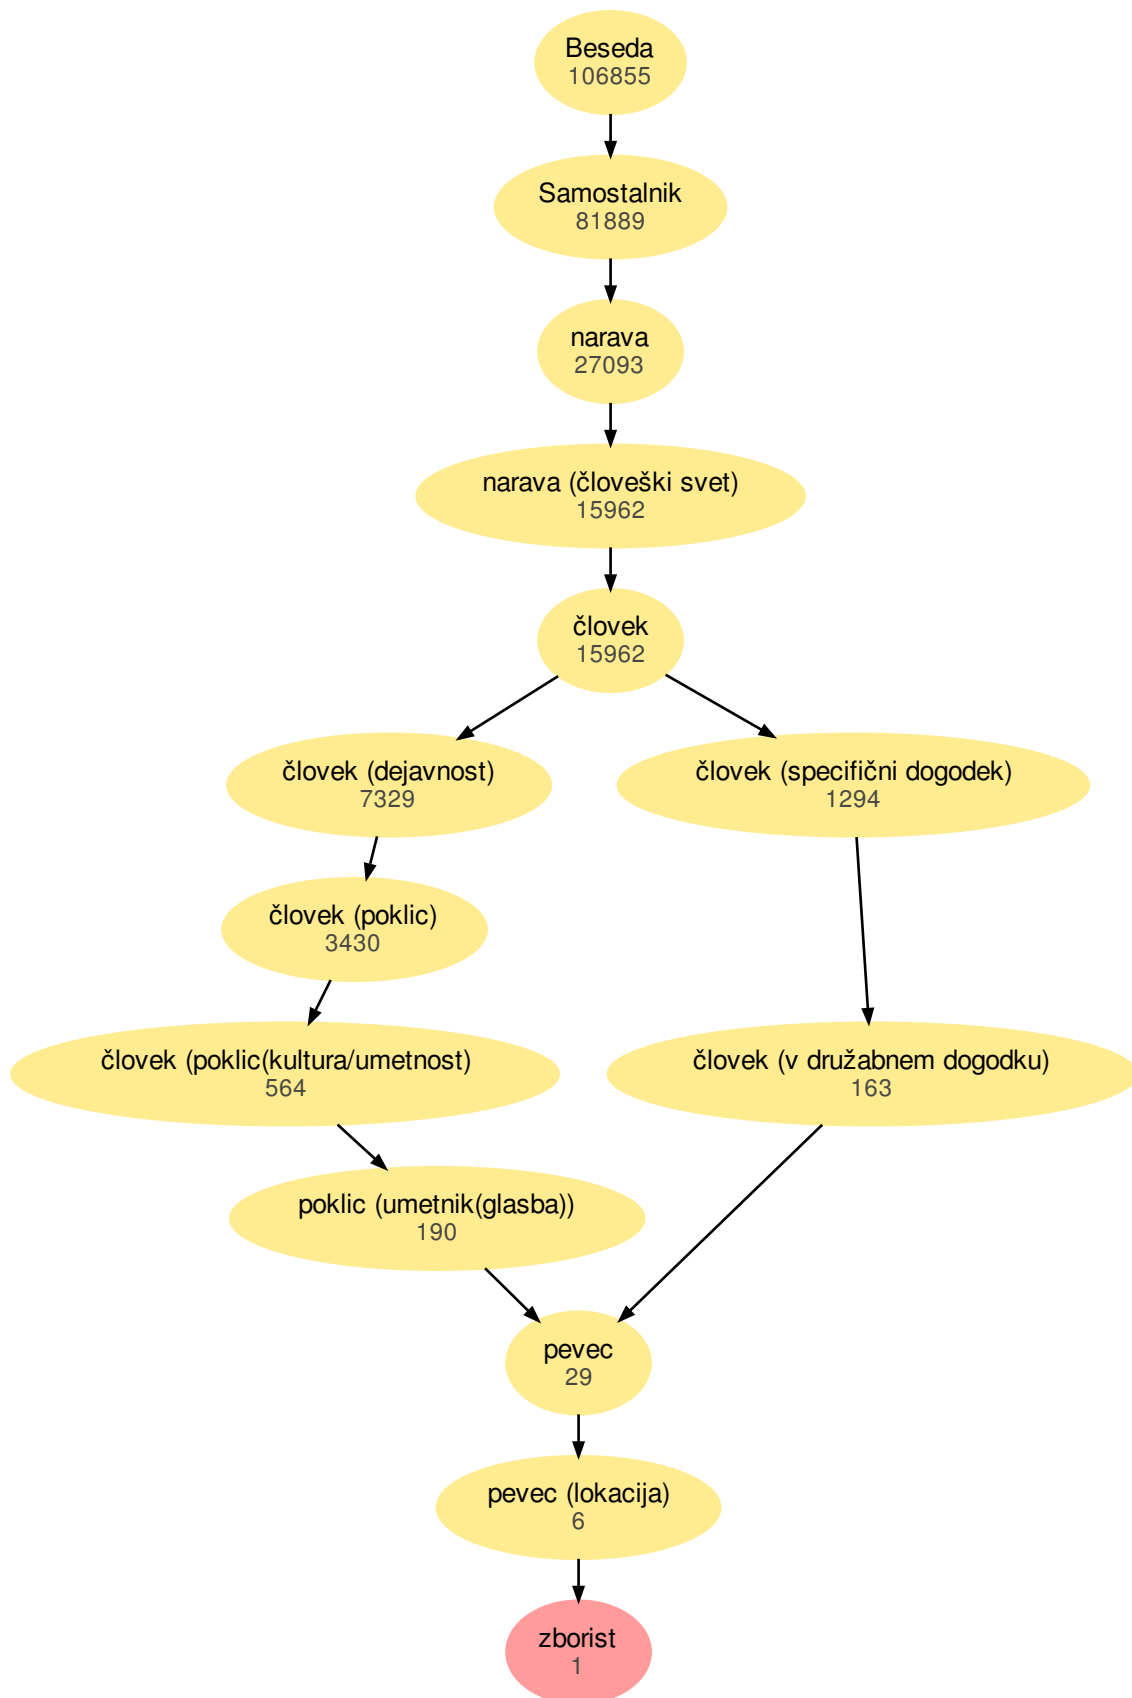 Beseda
106855
Samostalnik
81889
narava
27093
narava (človeški svet)
15962
človek
15962
človek (dejavnost)
7329
človek (specifični dogodek)
1294
človek (poklic)
3430
človek (poklic(kultura/umetnost)
564
človek (v družabnem dogodku)
163
poklic (umetnik(glasba))
190
pevec
29
pevec (lokacija)
6
zborist
1